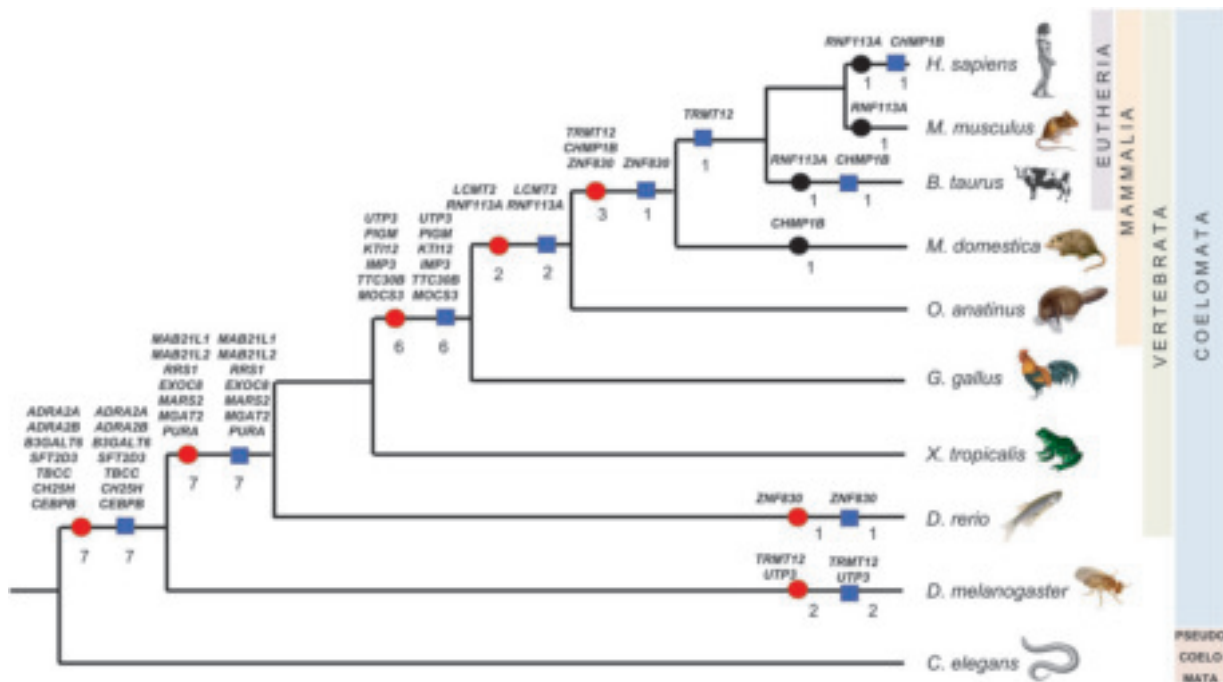 RNF113A CHMP1B
1 1
H. sapiens
RNF113A
1
M. musculus
TRMT12
1
RNF113A CHMP1B
1 1
B. taurus
TRMT12
CHMP1B
ZNF830 ZNF830
3 1
CHMP1B
1
M. domestica
LCMT2 LCMT2
RNF113A RNF113A
2 2
O. anatinus
UTP3 UTP3
PIGM PIGM
KTI12 KTI12
IMP3 IMP3
TTC30B TTC30B
MOCS3 MOCS3
6 6
G. gallus
MAB21L1 MAB21L1
MAB21L2 MAB21L2
RRS1 RRS1
EXOC8 EXOC8
MARS2 MARS2
MGAT2 MGAT2
PURA PURA
7 7
X. tropicalis
ADRA2A ADRA2A
ADRA2B ADRA2B
B3GALT6 B3GALT6
SFT2D3 SFT2D3
TBCC TBCC
CH25H CH25H
CEBPB CEBPB
7 7
ZNF830 ZNF830
1 1
D. rerio
TRMT12 TRMT12
UTP3 UTP3
2 2
D. melanogaster
C. elegans
EUTHERIA
MAMMALIA
VERTEBRATA
COELOMATA
PSEUDO
COELO
MATA